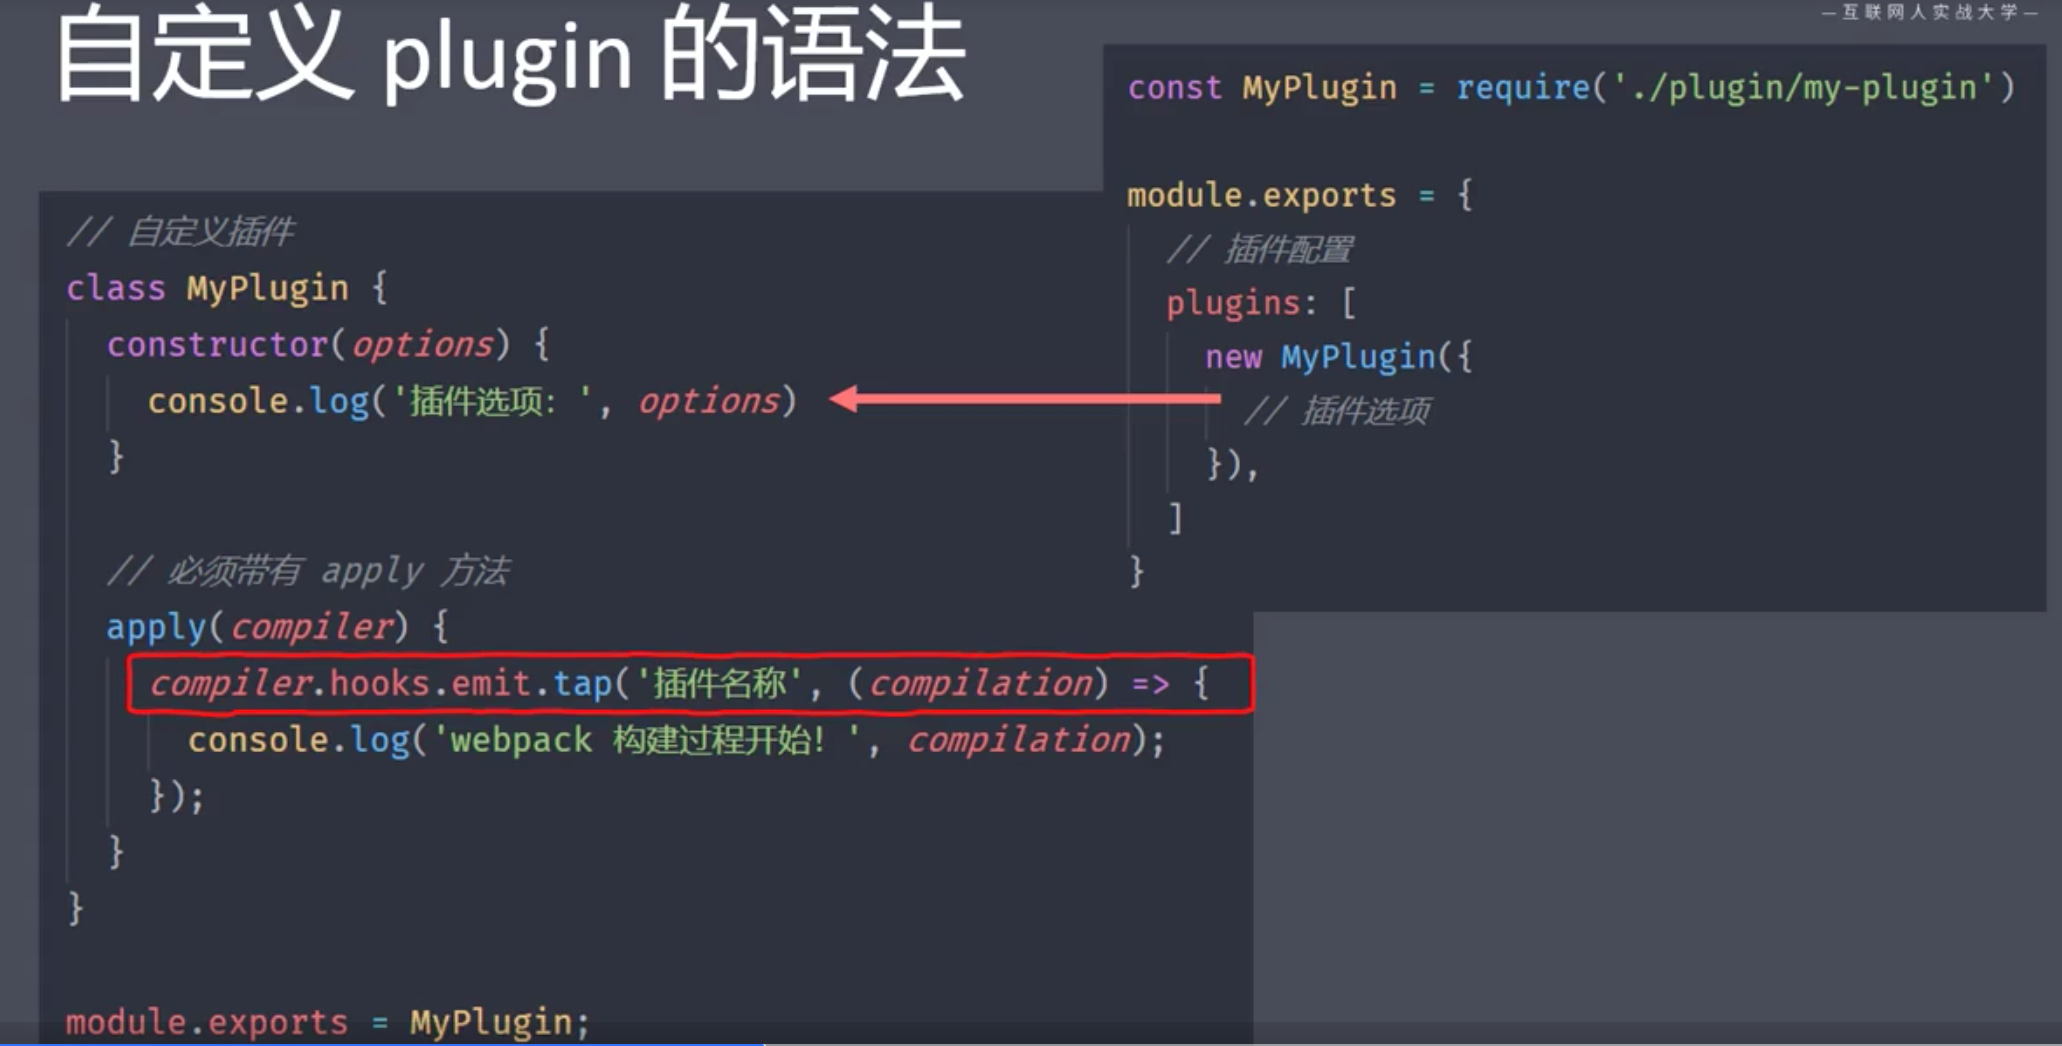 —互联网人实战大学—
自定义 plugin 的语法
// 自定义插件
class MyPlugin {
constructor(options) {
console.log('插件选项: ', options)
}
// 必须带有 apply 方法
apply(compiler) {
compiler.hooks.emit.tap('插件名称', (compilation) => {
console.log('webpack 构建过程开始! ', compilation);
});
}
}
module.exports = MyPlugin;
const MyPlugin = require('./plugin/my-plugin')
module.exports = {
// 插件配置
plugins: [
new MyPlugin({
// 插件选项
}),
]
}